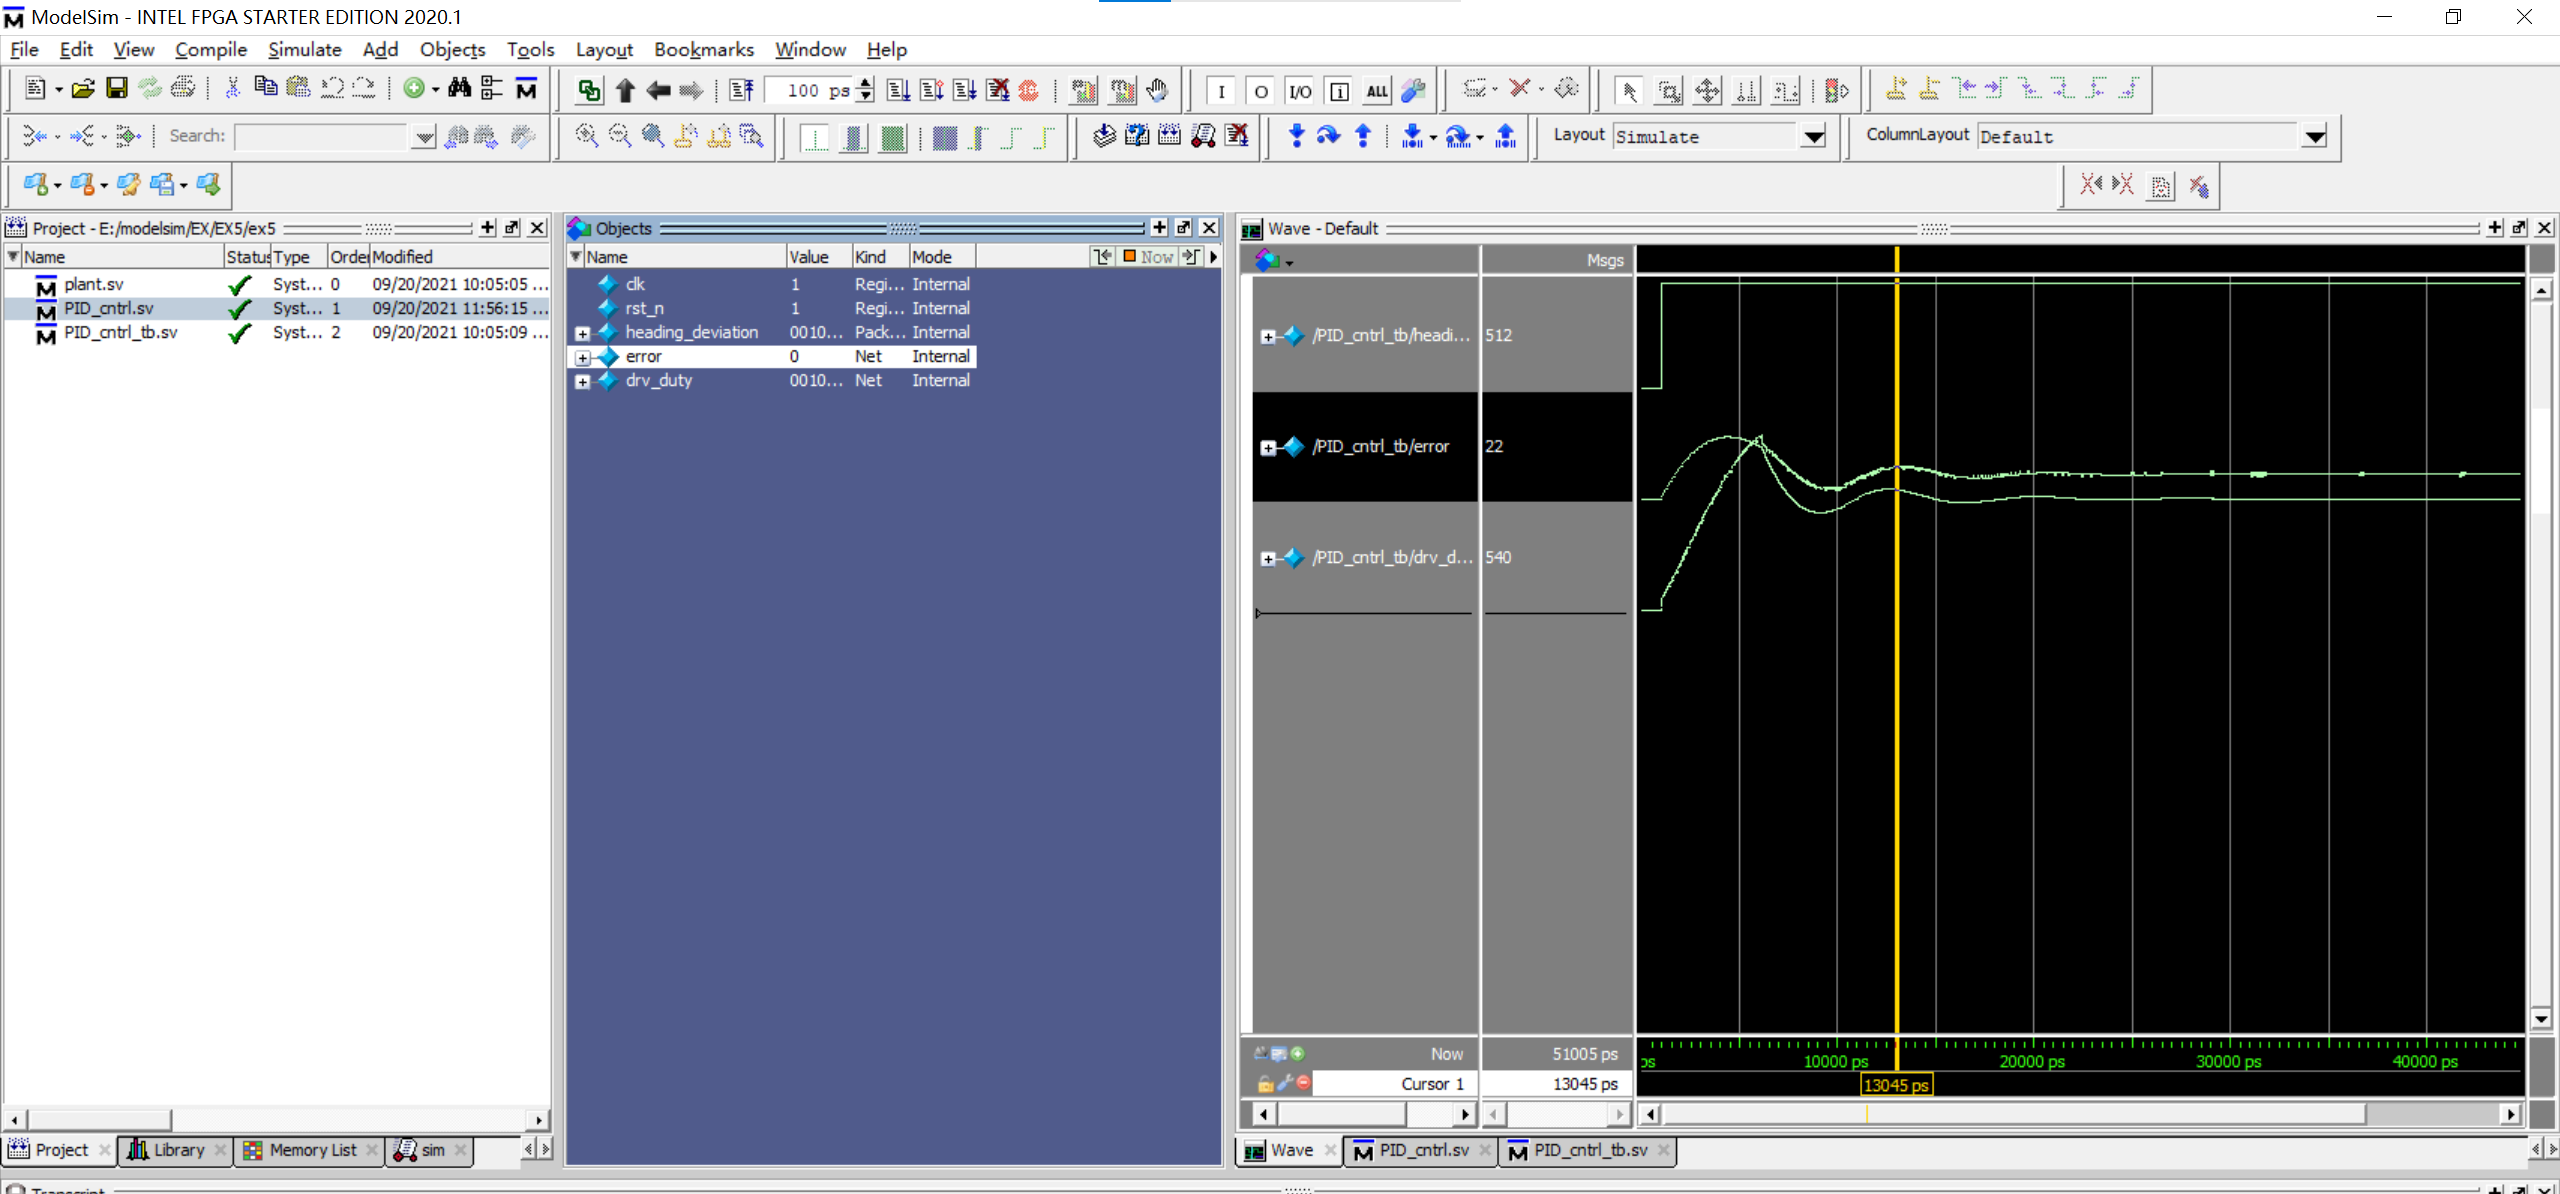 ModelSim - INTEL FPGA STARTER EDITION 2020.1
File Edit View Compile Simulate Add Objects Tools Layout Bookmarks Window Help
100 ps
I O I/O i ALL
Search:
Layout Simulate
ColumnLayout Default
Project - E:/modelsim/EX/EX5/ex5
Name Status Type Order Modified
plant.sv Syst... 0 09/20/2021 10:05:05 ...
PID_cntrl.sv Syst... 1 09/20/2021 11:56:15 ...
PID_cntrl_tb.sv Syst... 2 09/20/2021 10:05:09 ...
Project Library Memory List sim
Objects
Name Value Kind Mode Now
clk 1 Regi... Internal
rst_n 1 Regi... Internal
heading_deviation 0010... Pack... Internal
error 0 Net Internal
drv_duty 0010... Net Internal
Wave - Default
Msgs
/PID_cntrl_tb/headi... 512
/PID_cntrl_tb/error 22
/PID_cntrl_tb/drv_d... 540
Now 51005 ps
Cursor 1 13045 ps
ps 10000 ps 20000 ps 30000 ps 40000 ps
13045 ps
Wave PID_cntrl.sv PID_cntrl_tb.sv
Transcript